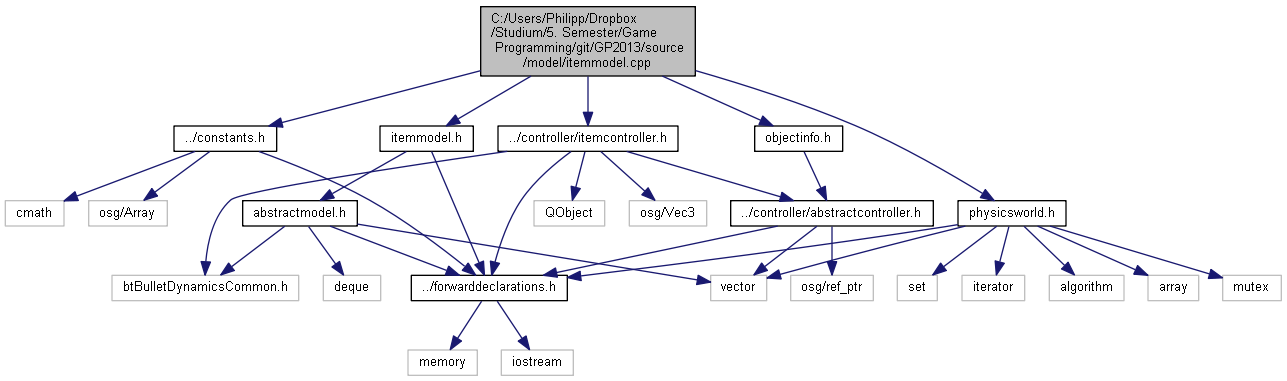 C:/Users/Philipp/Dropbox
/Studium/5. Semester/Game
Programming/git/GP2013/source
/model/itemmodel.cpp
../constants.h
itemmodel.h
../controller/itemcontroller.h
objectinfo.h
cmath
osg/Array
abstractmodel.h
QObject
osg/Vec3
../controller/abstractcontroller.h
physicsworld.h
btBulletDynamicsCommon.h
deque
../forwarddeclarations.h
vector
osg/ref_ptr
set
iterator
algorithm
array
mutex
memory
iostream